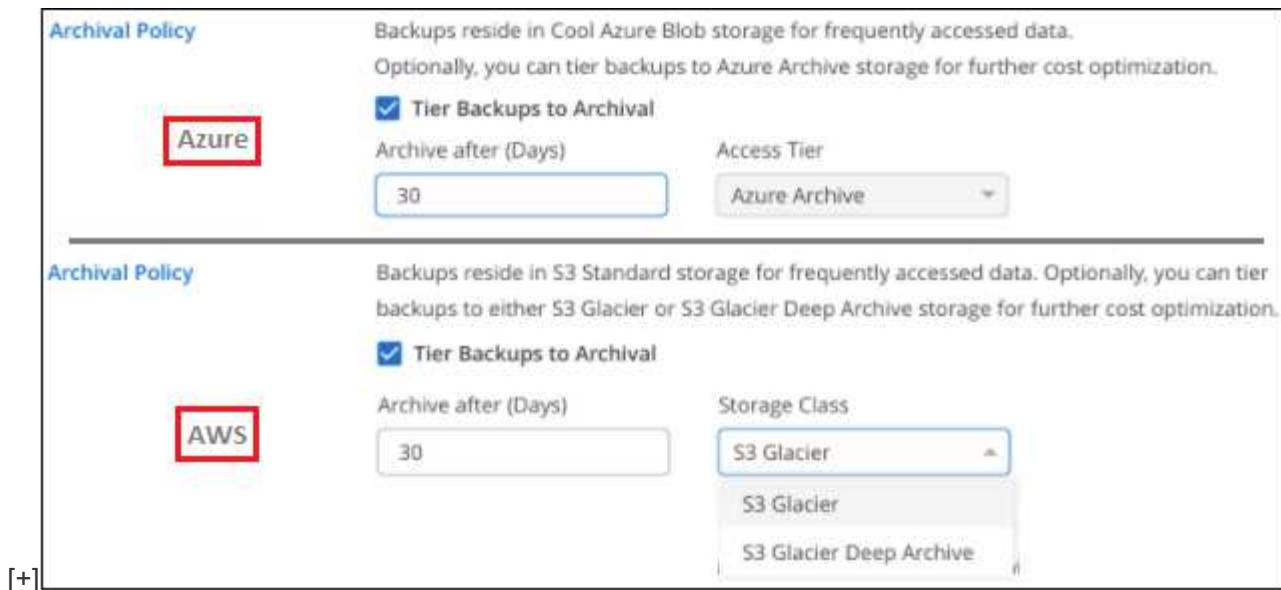 Archival Policy
Backups reside in Cool Azure Blob storage for frequently accessed data.
Optionally, you can tier backups to Azure Archive storage for further cost optimization.
Tier Backups to Archival
Azure
Archive after (Days)
Access Tier
30
Azure Archive
Archival Policy
Backups reside in S3 Standard storage for frequently accessed data. Optionally, you can tier
backups to either S3 Glacier or S3 Glacier Deep Archive storage for further cost optimization.
Tier Backups to Archival
AWS
Archive after (Days)
Storage Class
30
S3 Glacier
S3 Glacier
S3 Glacier Deep Archive
[+]